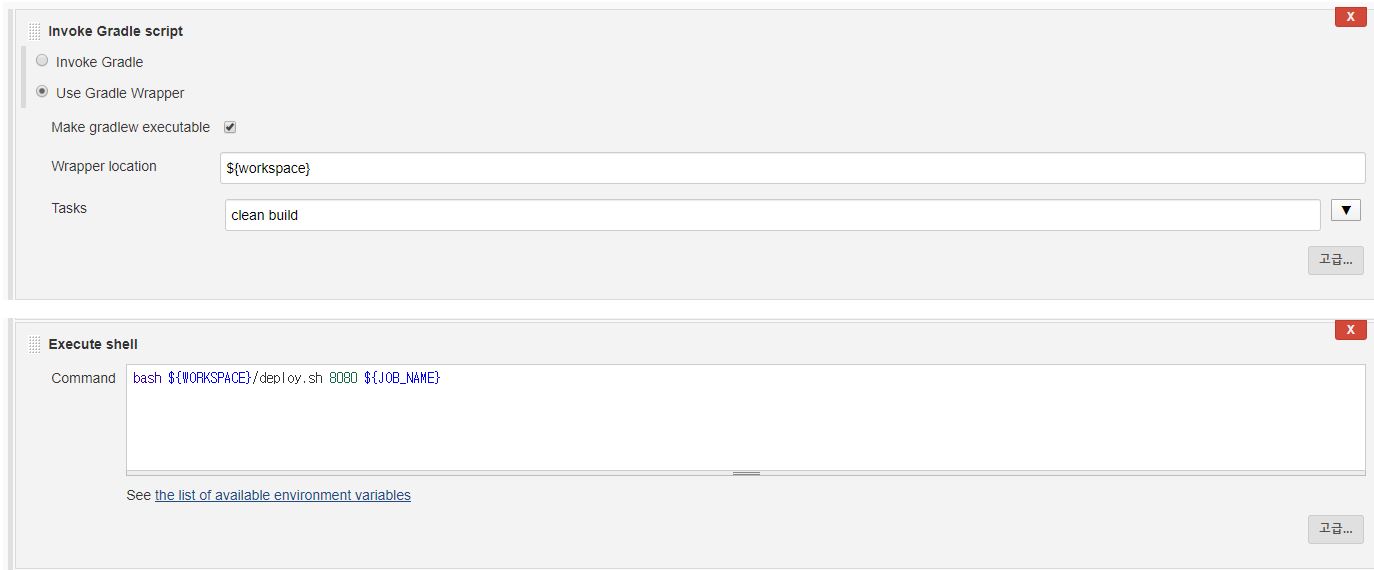 X
Invoke Gradle script
Invoke Gradle
Use Gradle Wrapper
Make gradlew executable
Wrapper location ${workspace}
Tasks clean build ▼
고급...
X
Execute shell
Command bash ${WORKSPACE}/deploy.sh 8080 ${JOB_NAME}
See the list of available environment variables
고급...